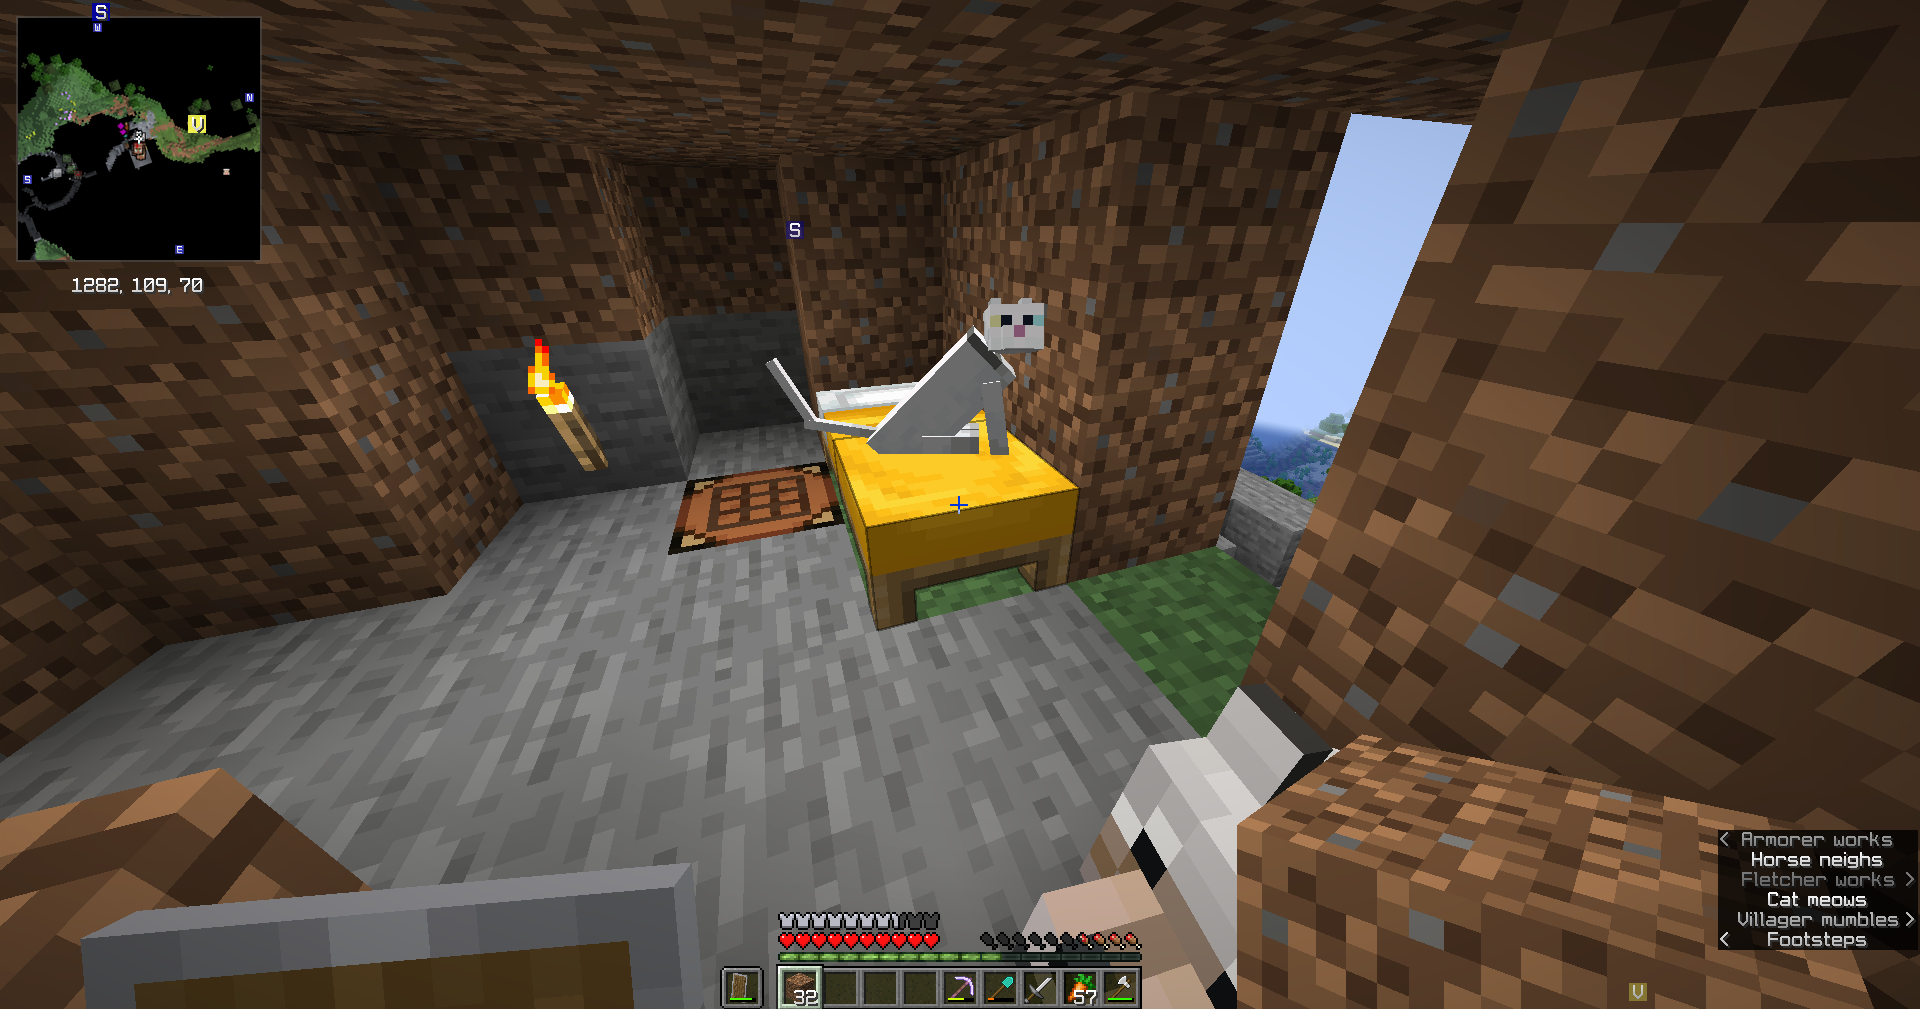 S
W
N
V
S
E
1282, 109, 70
S
< Armorer works
Horse neighs
Fletcher works >
Cat meows
Villager mumbles >
< Footsteps
32
57
V